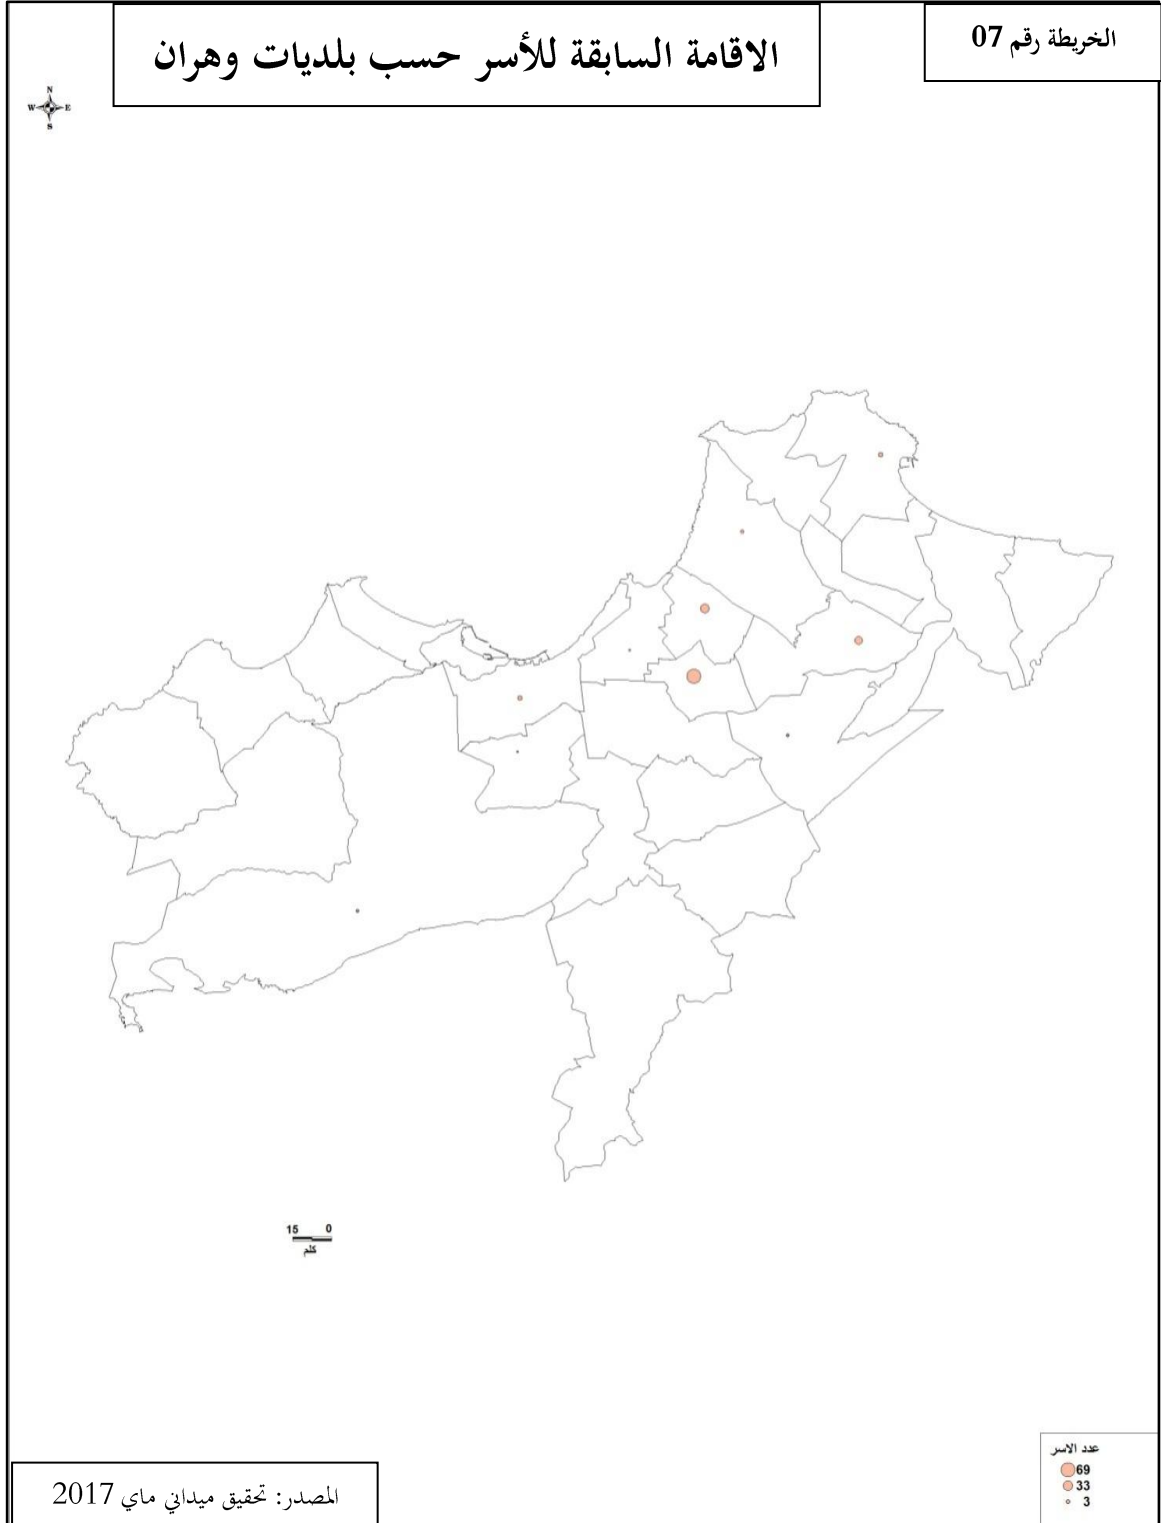 الخريطة رقم 07
الاقامة السابقة للأسر حسب بلديات وهران
N
W E
S
15 0
كلم
عدد الاسر
69
33
3
المصدر: تحقيق ميداني ماي 2017